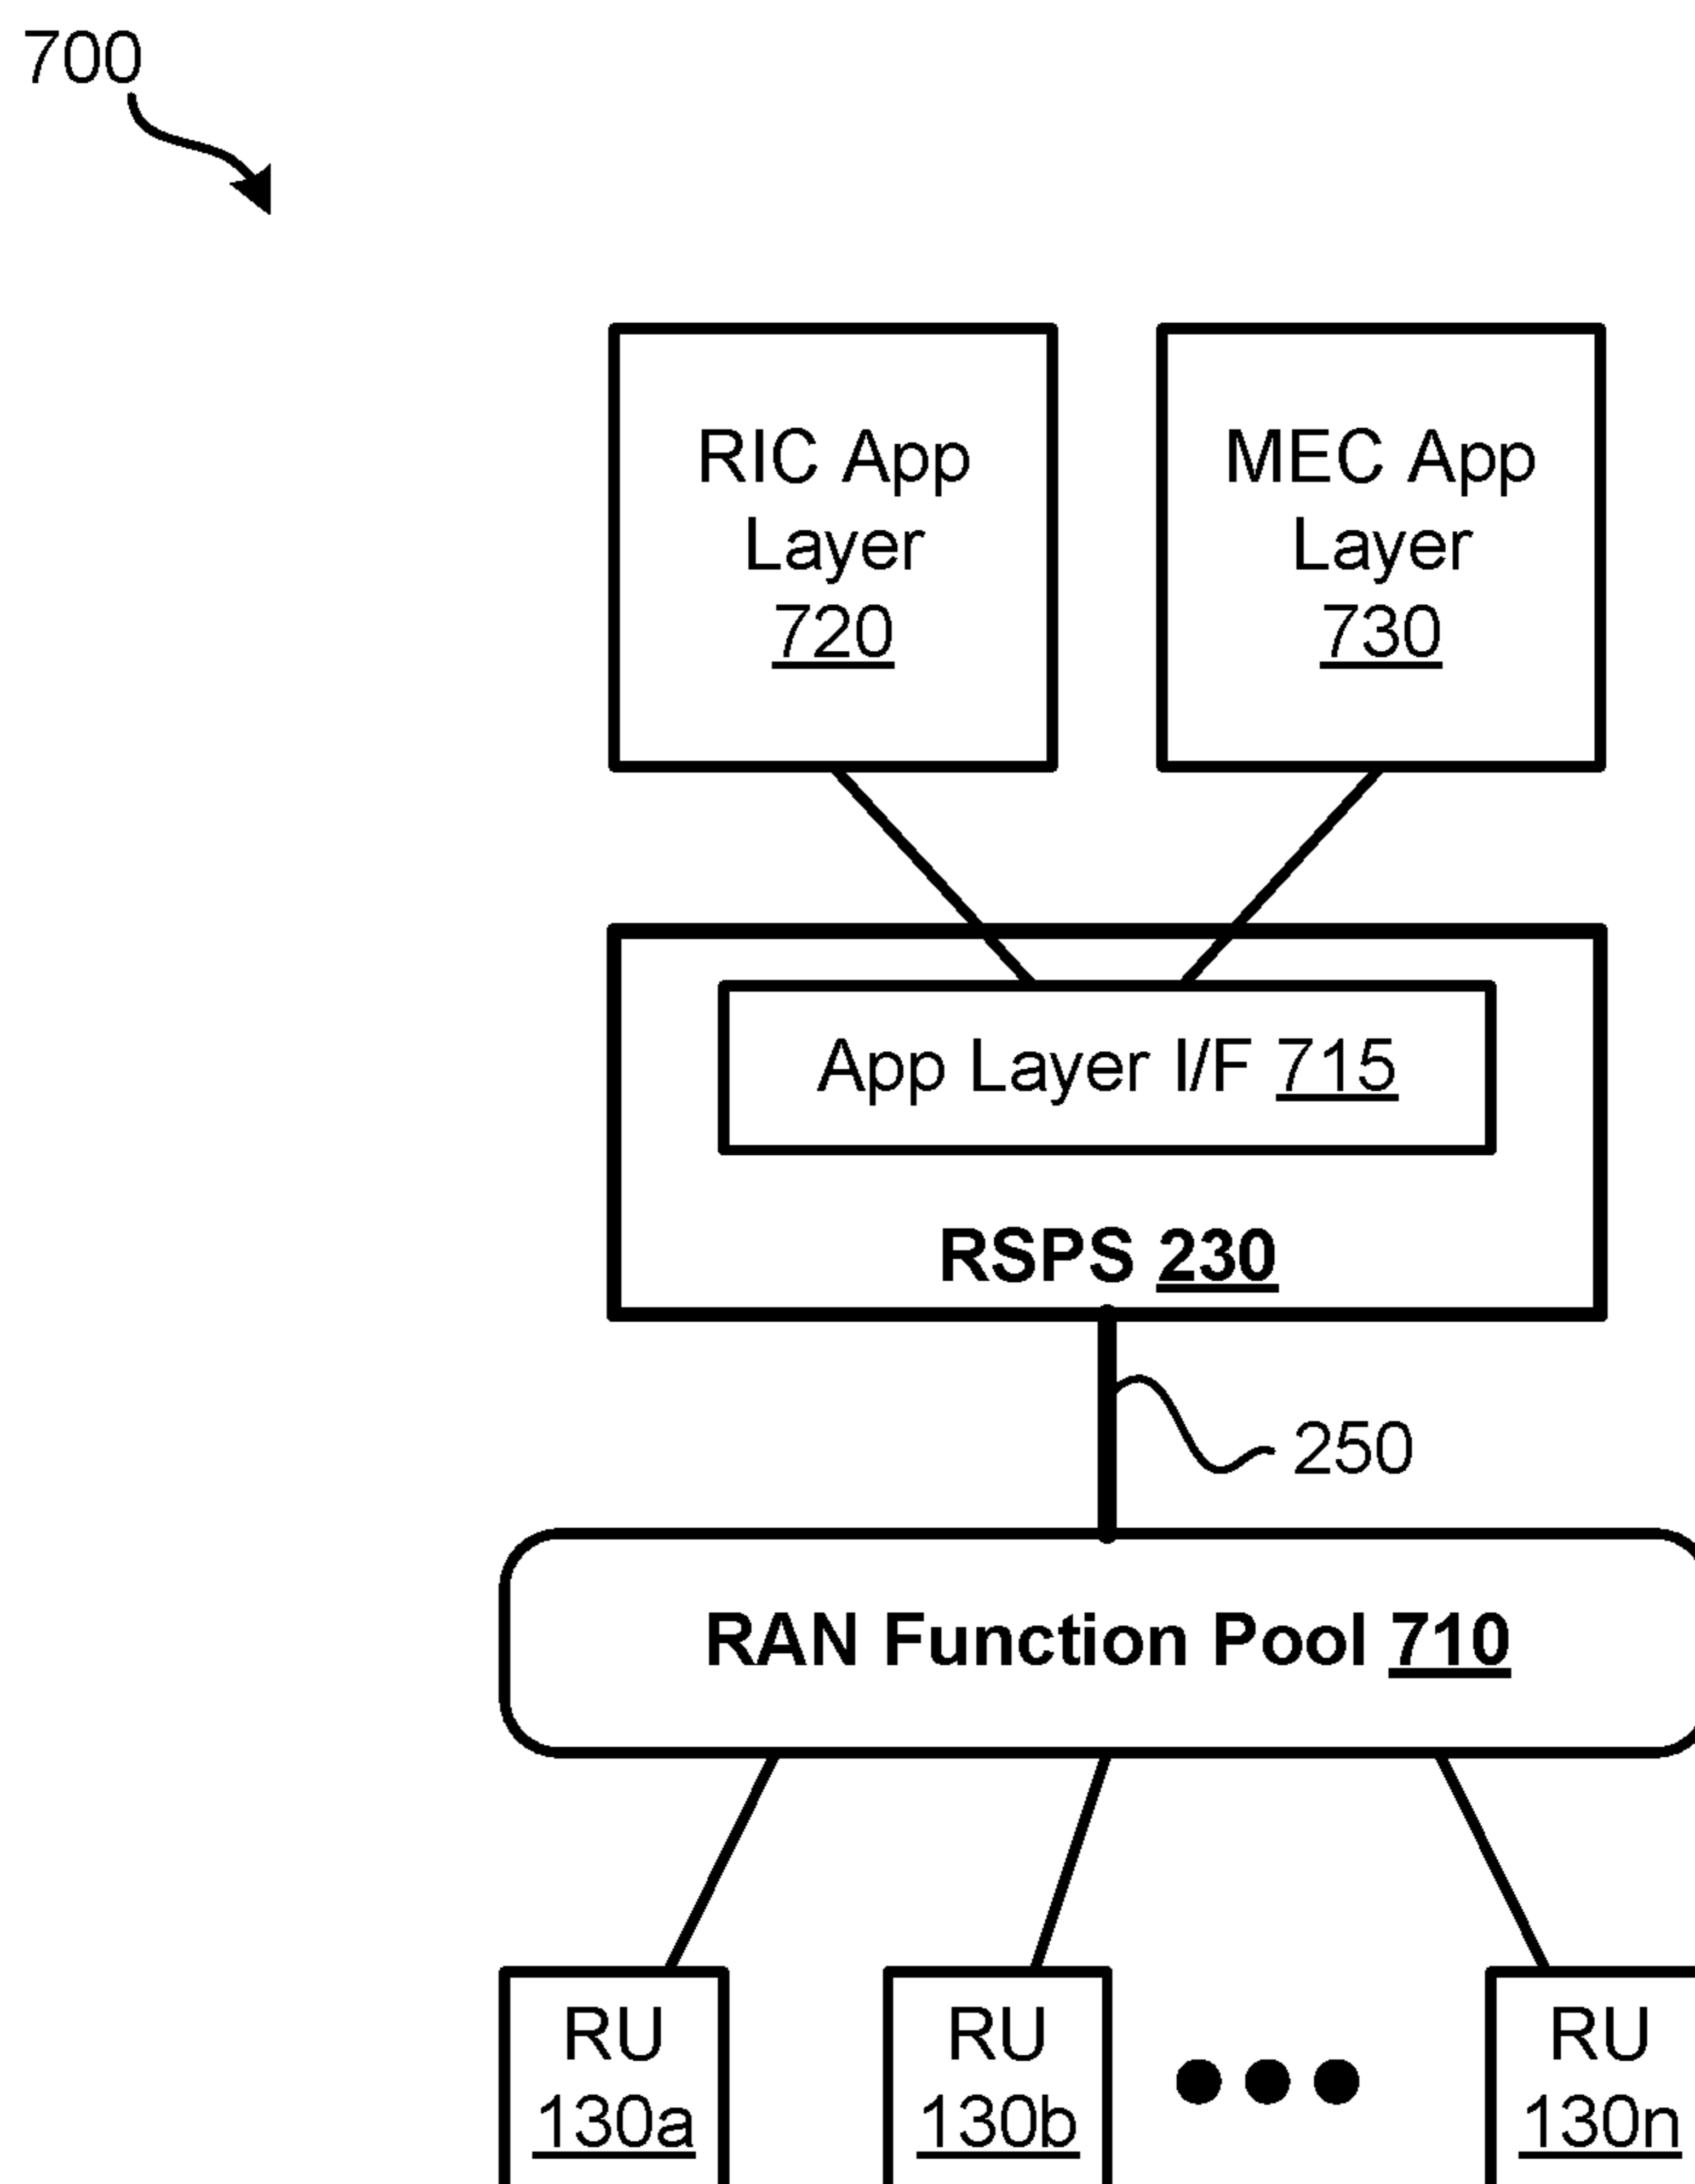 700
RIC App
Layer
720
MEC App
Layer
730
App Layer I/F 715
RSPS 230
250
RAN Function Pool 710
RU
130a
RU
130b
RU
130n